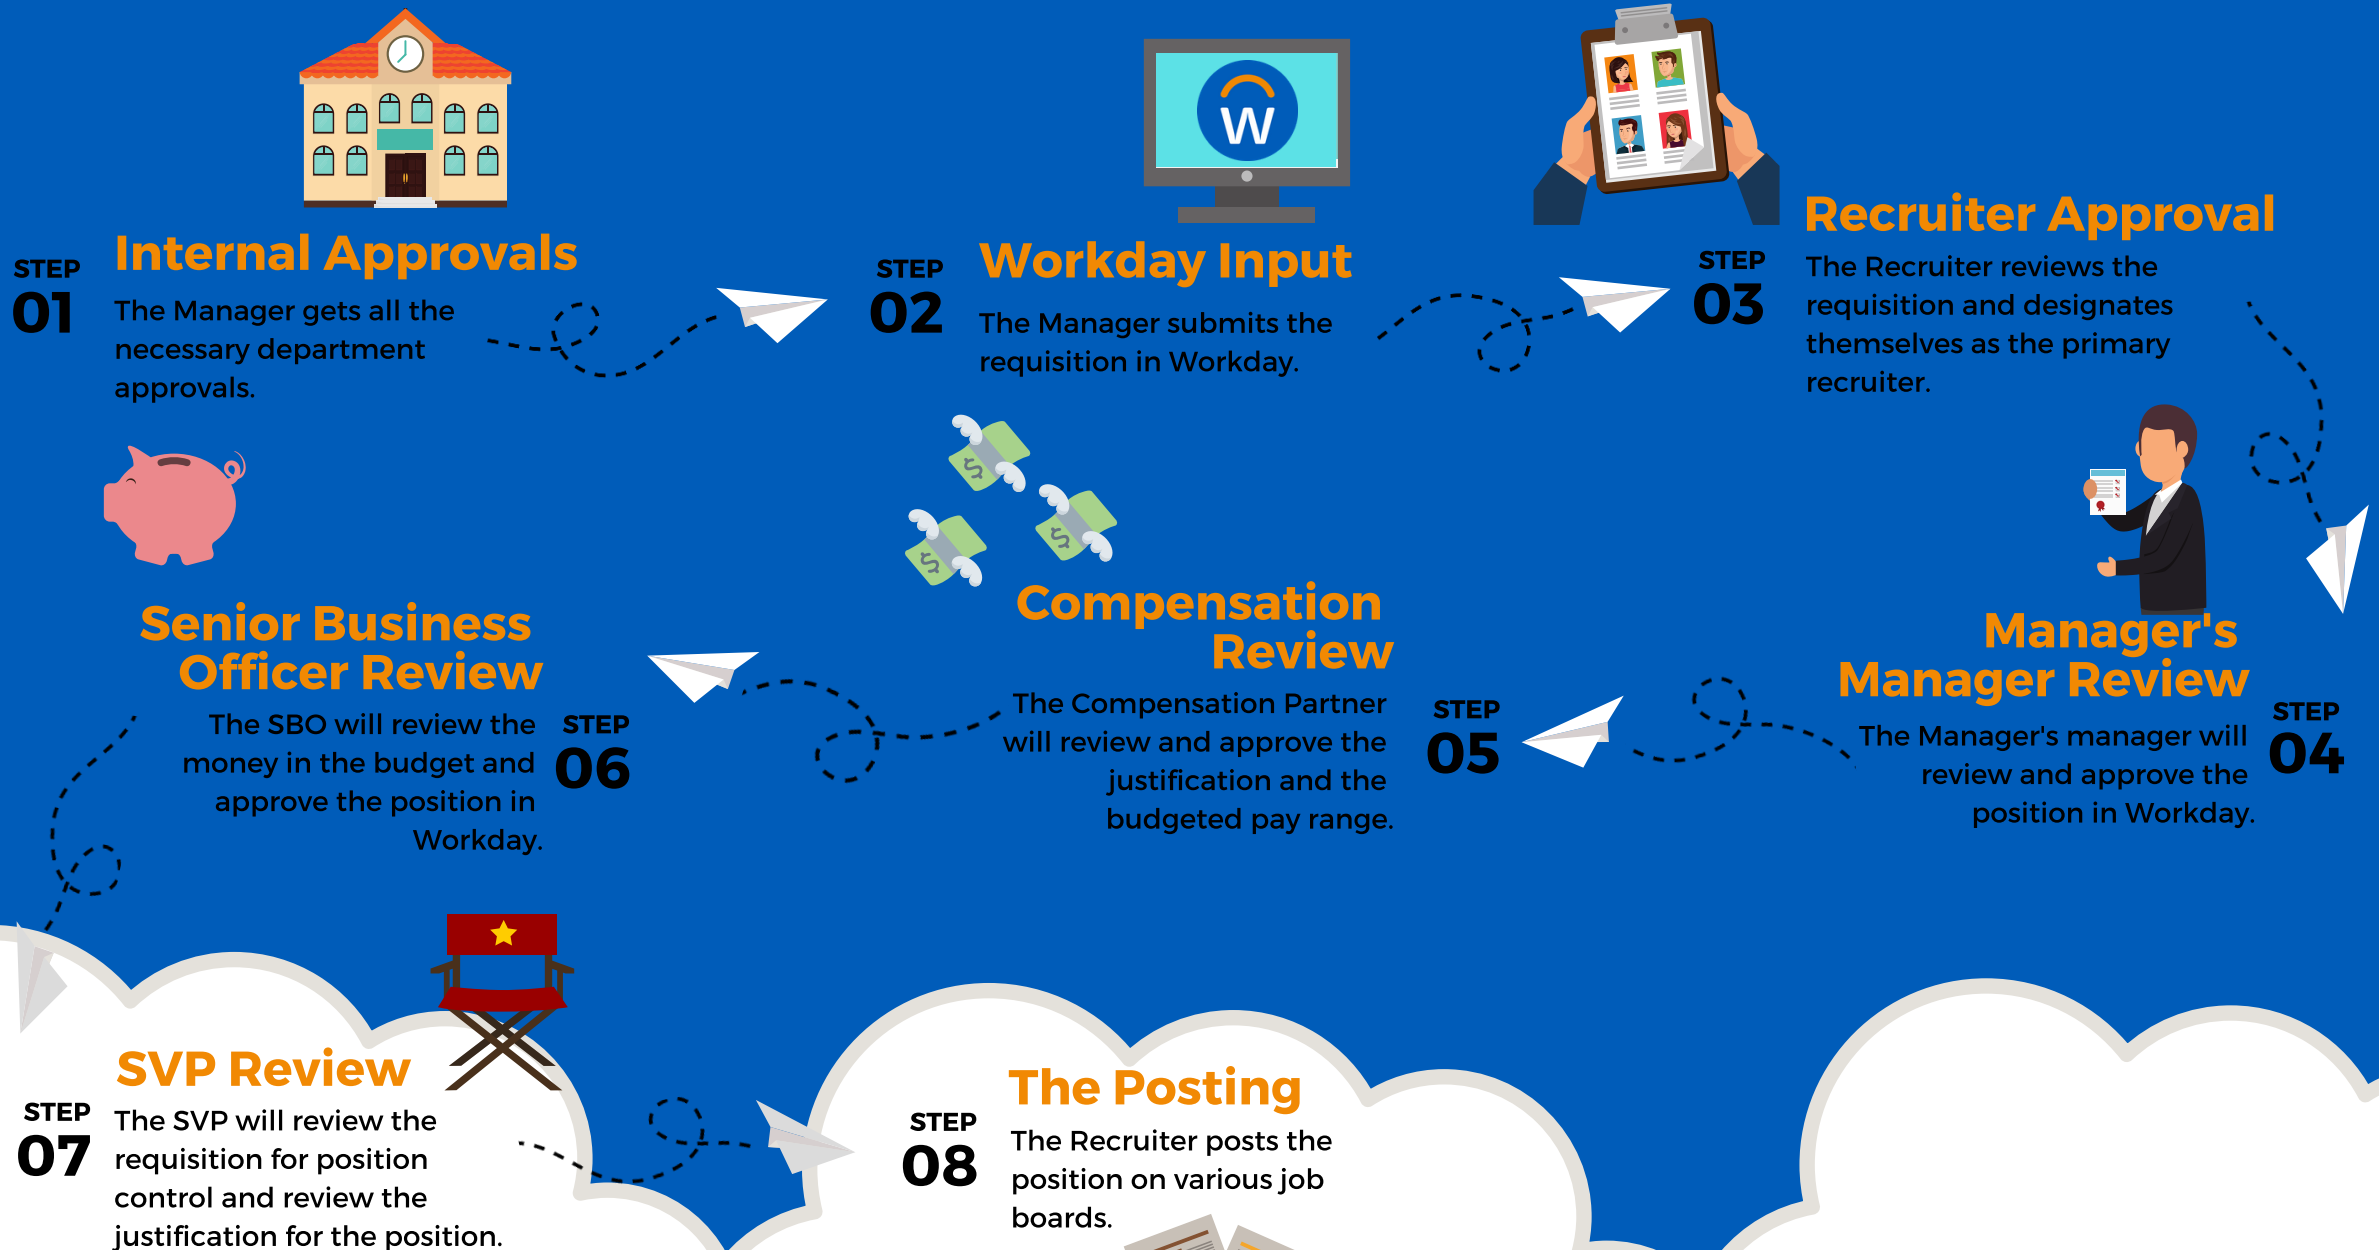 STEP
01
Internal Approvals
The Manager gets all the
necessary department
approvals.
W
STEP
02
Workday Input
The Manager submits the
requisition in Workday.
STEP
03
Recruiter Approval
The Recruiter reviews the
requisition and designates
themselves as the primary
recruiter.
Manager's
Manager Review
STEP
04
The Manager's manager will
review and approve the
position in Workday.
$
$
$
Compensation
Review
STEP
05
The Compensation Partner
will review and approve the
justification and the
budgeted pay range.
Senior Business
Officer Review
STEP
06
The SBO will review the
money in the budget and
approve the position in
Workday.
SVP Review
STEP
07
The SVP will review the
requisition for position
control and review the
justification for the position.
The Posting
STEP
08
The Recruiter posts the
position on various job
boards.